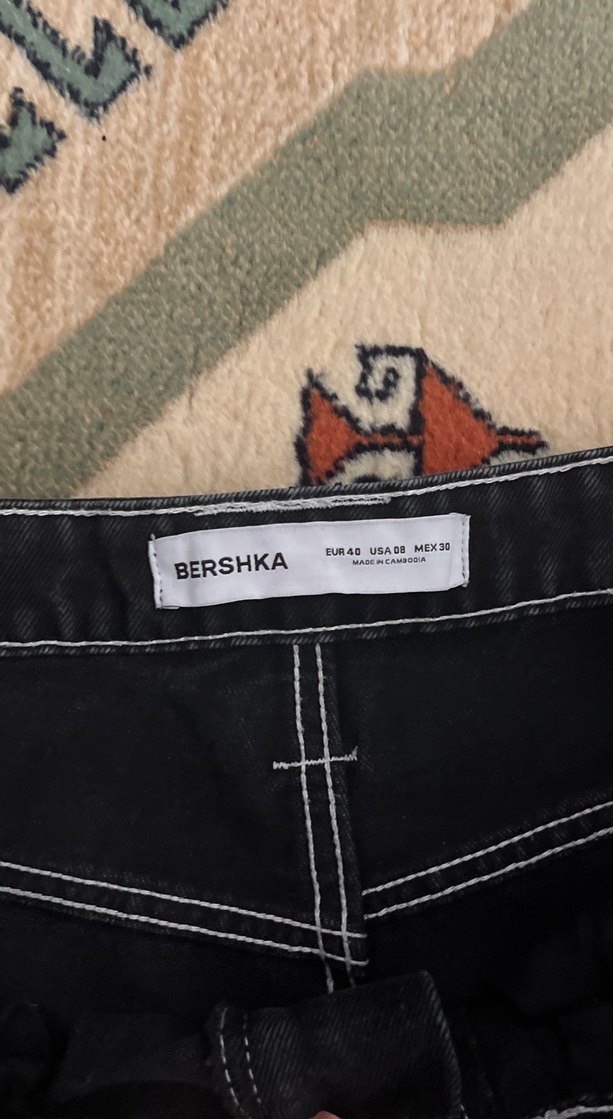 BERSHKA
EUR 40 USA 08 MEX 30
MADE IN CAMBODIA